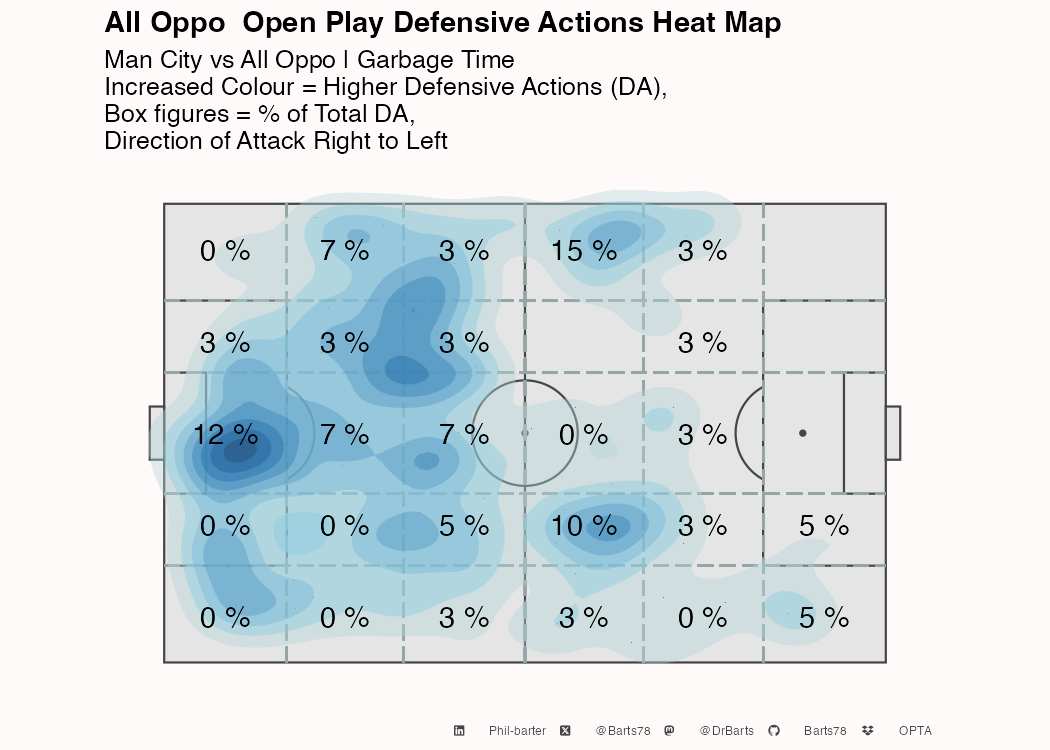 All Oppo  Open Play Defensive Actions Heat Map
Man City vs All Oppo | Garbage Time
Increased Colour = Higher Defensive Actions (DA),
Box figures = % of Total DA,
Direction of Attack Right to Left
0 % 7 % 3 % 15 % 3 %
3 % 3 % 3 % 3 %
12 % 7 % 7 % 0 % 3 %
0 % 0 % 5 % 10 % 3 % 5 %
0 % 0 % 3 % 3 % 0 % 5 %
Phil-barter @Barts78 @DrBarts Barts78 OPTA